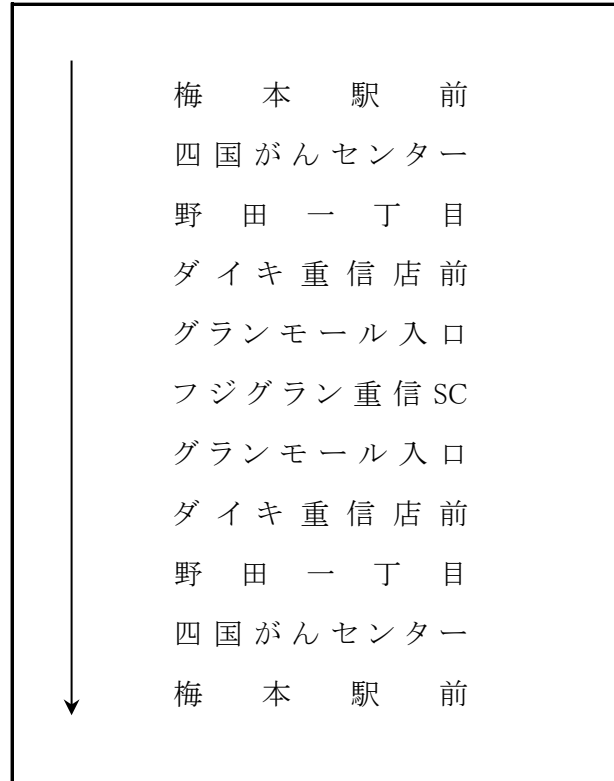 梅本駅前
四国がんセンター
野田一丁目
ダイキ重信店前
グランモール入口
フジグラン重信SC
グランモール入口
ダイキ重信店前
野田一丁目
四国がんセンター
梅本駅前